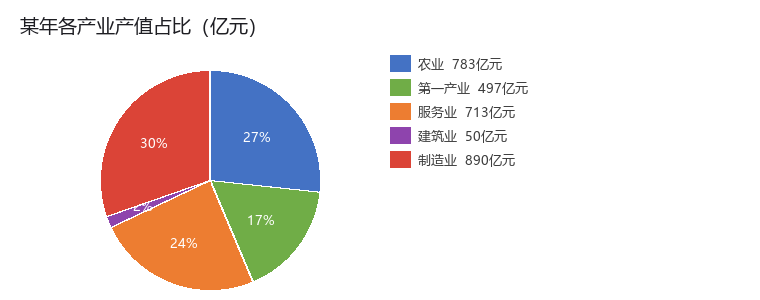 某年各产业产值占比（亿元）
农业 783亿元
第一产业 497亿元
服务业 713亿元
建筑业 50亿元
制造业 890亿元
30%
27%
2%
17%
24%